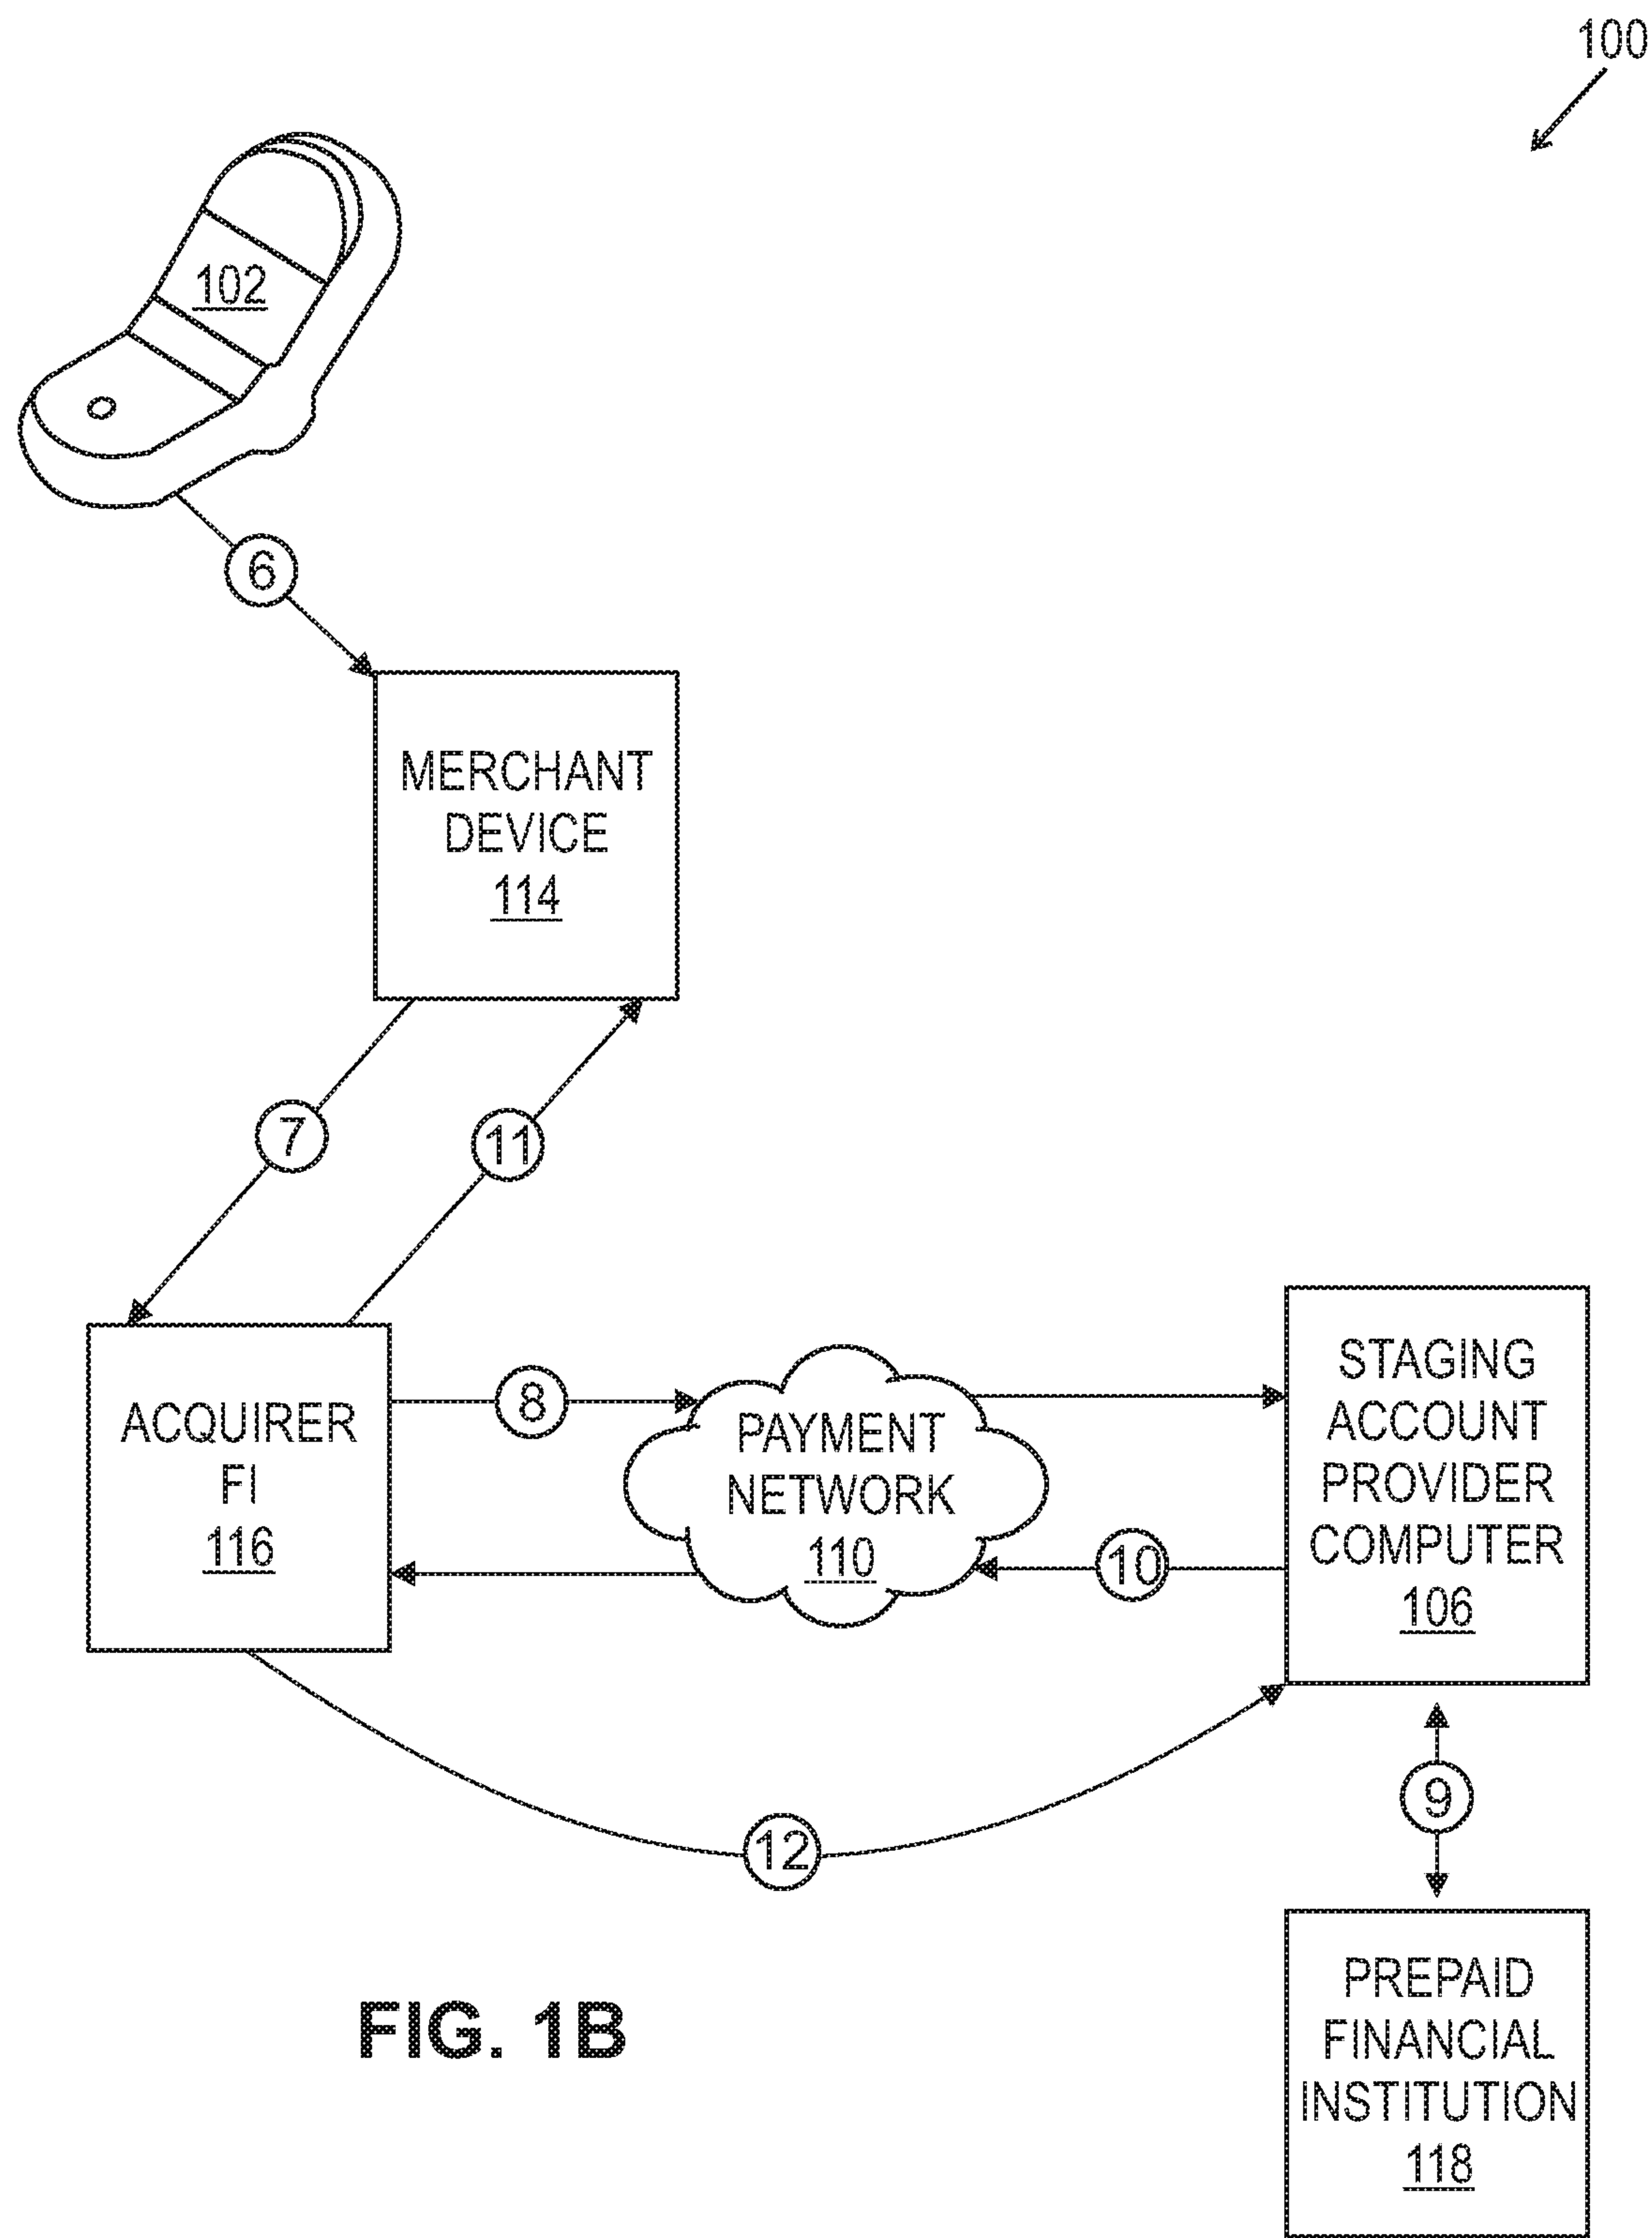 100
102
6
MERCHANT
DEVICE
114
7
11
ACQUIRER
FI
116
8
PAYMENT
NETWORK
110
10
STAGING
ACCOUNT
PROVIDER
COMPUTER
106
12
9
PREPAID
FINANCIAL
INSTITUTION
118
FIG. 1B